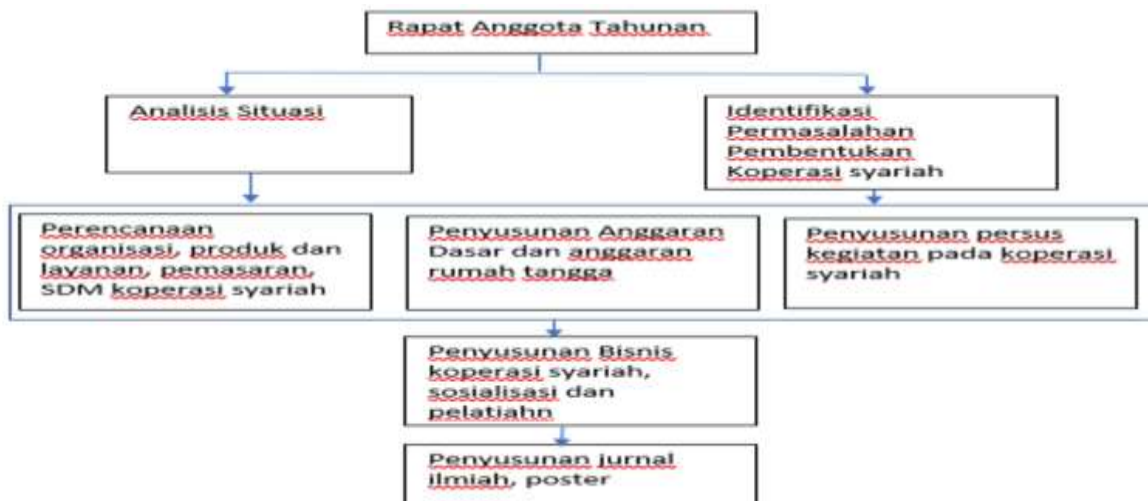 Rapat Anggota Tahunan
Analisis Situasi
Identifikasi
Permasalahan
Pembentukan
Koperasi syariah
Perencanaan
organisasi, produk dan
layanan, pemasaran,
SDM koperasi syariah
Penyusunan Anggaran
Dasar dan anggaran
rumah tangga
Penyusunan persus
kegiatan pada koperasi
syariah
Penyusunan Bisnis
koperasi syariah,
sosialisasi dan
pelatiahn
Penyusunan jurnal
ilmiah, poster